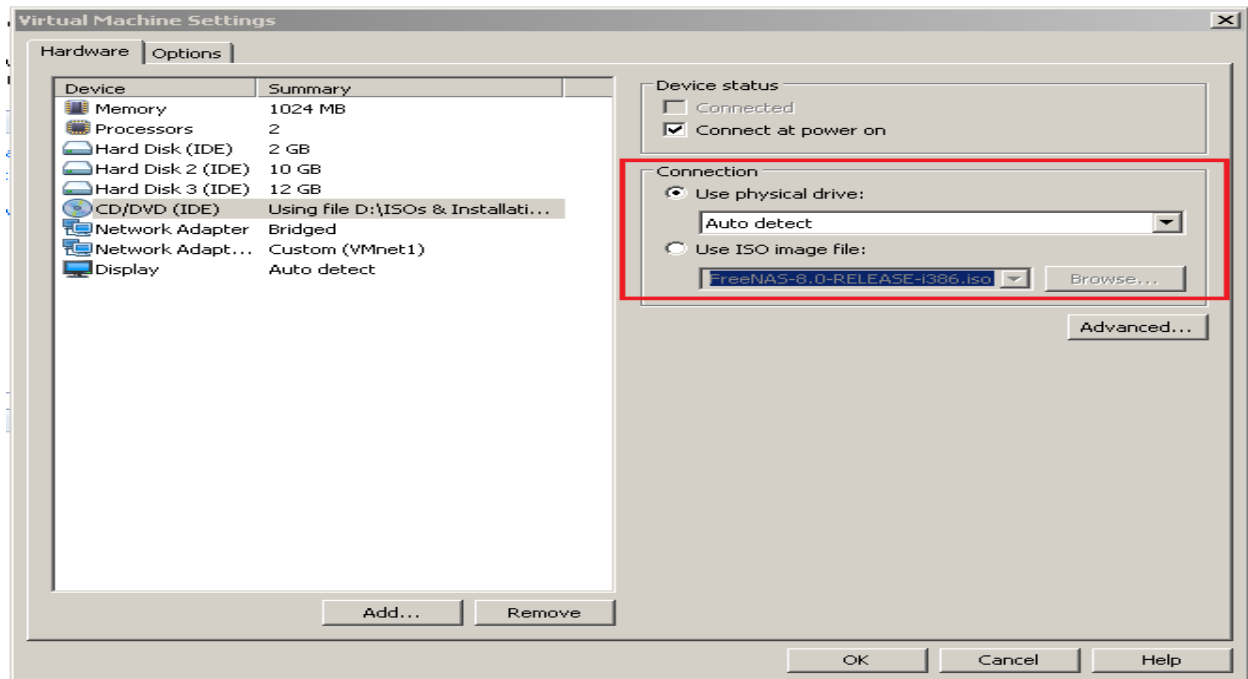 Virtual Machine Settings
Hardware Options
Device Summary
Memory 1024 MB
Processors 2
Hard Disk (IDE) 2 GB
Hard Disk 2 (IDE) 10 GB
Hard Disk 3 (IDE) 12 GB
CD/DVD (IDE) Using file D:\ISOs & Installati...
Network Adapter Bridged
Network Adapt... Custom (VMnet1)
Display Auto detect
Add... Remove
Device status
Connected
Connect at power on
Connection
Use physical drive:
Auto detect
Use ISO image file:
FreeNAS-8.0-RELEASE-i386.iso Browse...
Advanced...
OK Cancel Help